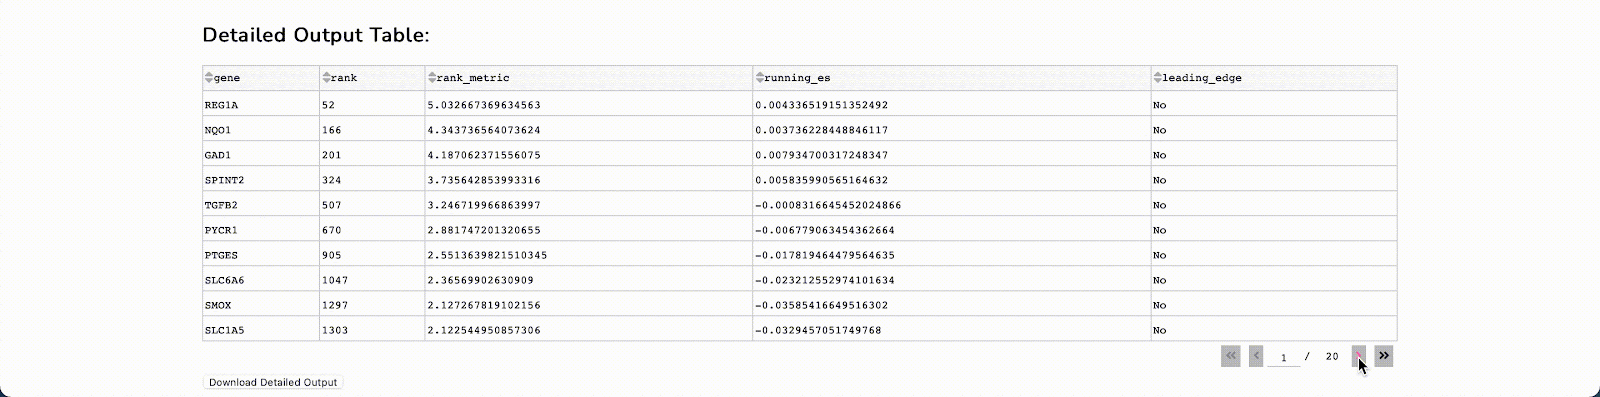 Detailed Output Table:
gene rank rank_metric running_es leading_edge
REG1A 52 5.032667369634563 0.004336519151352492 No
NQO1 166 4.343736564073624 0.003736228448846117 No
GAD1 201 4.187062371556075 0.007934700317248347 No
SPINT2 324 3.735642853993316 0.005835990565164632 No
TGFB2 507 3.246719966863997 -0.0008316645452024866 No
PYCR1 670 2.881747201320655 -0.006779063454362664 No
PTGES 905 2.5513639821510345 -0.017819464479564635 No
SLC6A6 1047 2.36569902630909 -0.023212552974101634 No
SMOX 1297 2.127267819102156 -0.03585416649516302 No
SLC1A5 1303 2.122544950857306 -0.0329457051749768 No
« ‹ 1 / 20 › »
Download Detailed Output